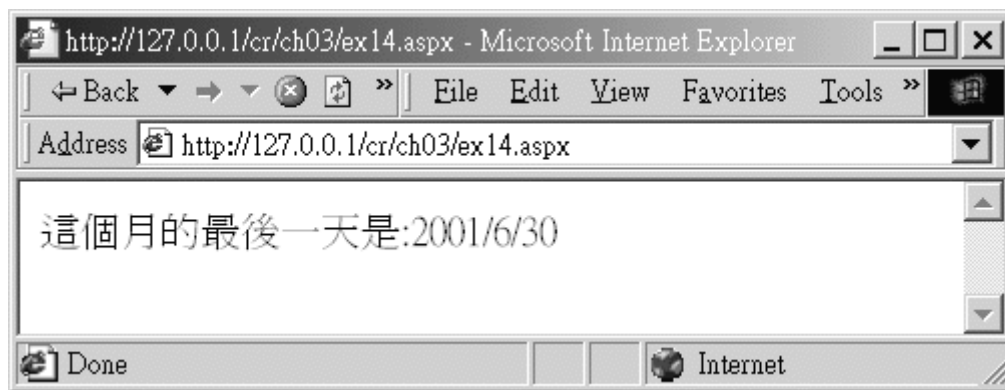 http://127.0.0.1/cr/ch03/ex14.aspx - Microsoft Internet Explorer
Back » File Edit View Favorites Tools »
Address http://127.0.0.1/cr/ch03/ex14.aspx
這個月的最後一天是:2001/6/30
Done Internet